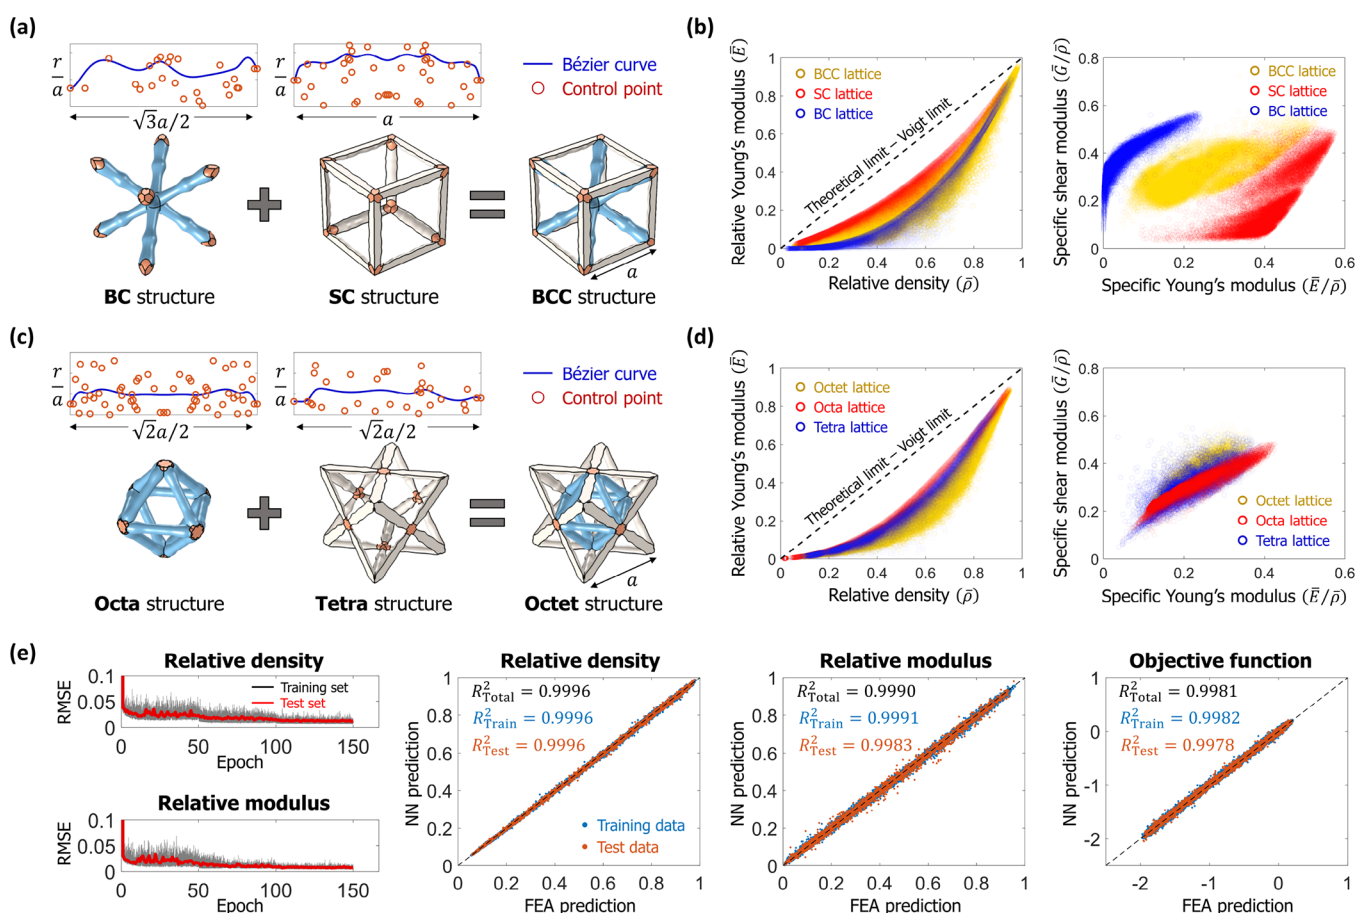 (a)
r/a
√3a/2
r/a
a
Bézier curve
Control point
BC structure
SC structure
BCC structure
a
(b)
Relative Young's modulus (Ē)
1
0.8
0.6
0.4
0.2
0
BCC lattice
SC lattice
BC lattice
Theoretical limit – Voigt limit
0 0.2 0.4 0.6 0.8 1
Relative density (ρ̄)
Specific shear modulus (Ḡ/ρ̄)
0.8
0.6
0.4
0.2
0
BCC lattice
SC lattice
BC lattice
0 0.2 0.4 0.6
Specific Young's modulus (Ē/ρ̄)
(c)
r/a
√2a/2
r/a
√2a/2
Bézier curve
Control point
Octa structure
Tetra structure
Octet structure
a
(d)
Relative Young's modulus (Ē)
1
0.8
0.6
0.4
0.2
0
Octet lattice
Octa lattice
Tetra lattice
Theoretical limit – Voigt limit
0 0.2 0.4 0.6 0.8 1
Relative density (ρ̄)
Specific shear modulus (Ḡ/ρ̄)
0.8
0.6
0.4
0.2
0
Octet lattice
Octa lattice
Tetra lattice
0 0.2 0.4 0.6 0.8
Specific Young's modulus (Ē/ρ̄)
(e)
Relative density
RMSE
0.1
0.05
0
Training set
Test set
0 50 100 150
Epoch
Relative modulus
RMSE
0.1
0.05
0
0 50 100 150
Epoch
Relative density
NN prediction
1
0.8
0.6
0.4
0.2
0
R²Total = 0.9996
R²Train = 0.9996
R²Test = 0.9996
Training data
Test data
0 0.2 0.4 0.6 0.8 1
FEA prediction
Relative modulus
NN prediction
1
0.8
0.6
0.4
0.2
0
R²Total = 0.9990
R²Train = 0.9991
R²Test = 0.9983
0 0.2 0.4 0.6 0.8 1
FEA prediction
Objective function
NN prediction
0
-1
-2
R²Total = 0.9981
R²Train = 0.9982
R²Test = 0.9978
-2 -1 0 1
FEA prediction